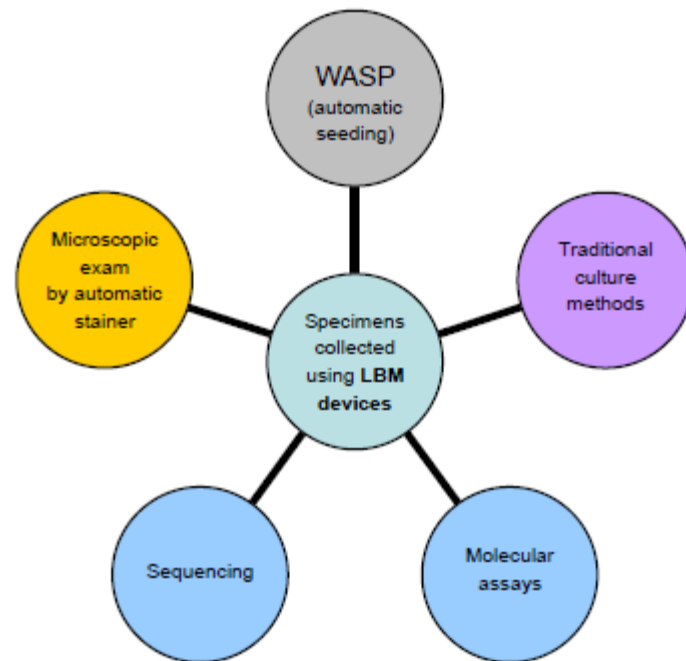 WASP
(automatic
seeding)
Microscopic
exam
by automatic
stainer
Traditional
culture
methods
Specimens
collected
using LBM
devices
Sequencing
Molecular
assays